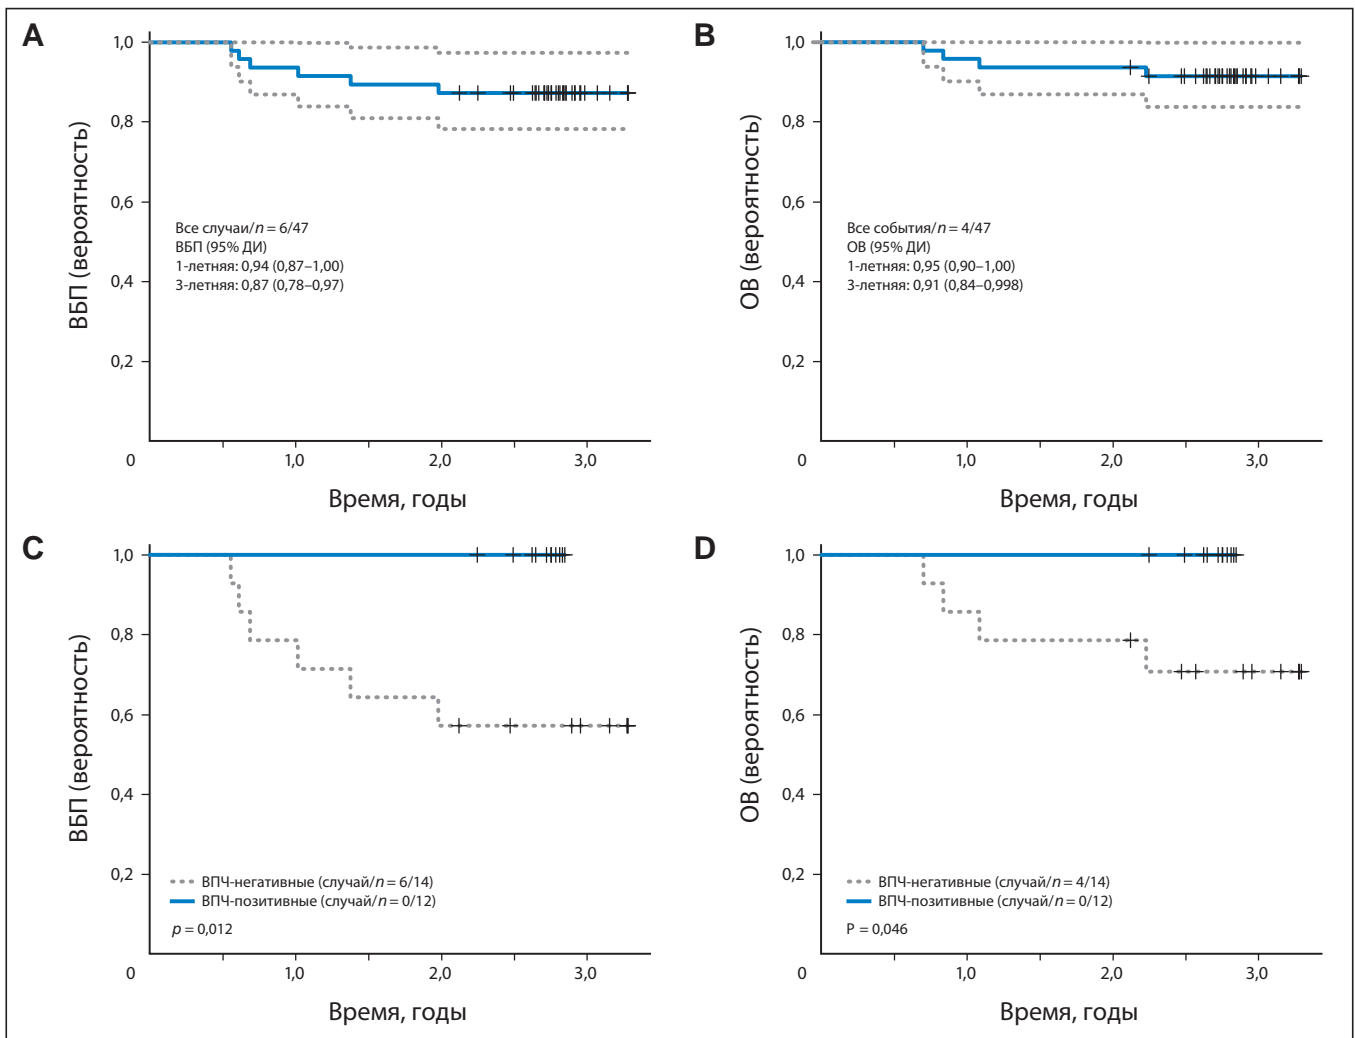 A
1,0
0,8
0,6
0,4
0,2
0
1,0
2,0
3,0
ВБП (вероятность)
Время, годы
Все случаи/n = 6/47
ВБП (95% ДИ)
1-летняя: 0,94 (0,87–1,00)
3-летняя: 0,87 (0,78–0,97)
B
1,0
0,8
0,6
0,4
0,2
0
1,0
2,0
3,0
ОВ (вероятность)
Время, годы
Все события/n = 4/47
ОВ (95% ДИ)
1-летняя: 0,95 (0,90–1,00)
3-летняя: 0,91 (0,84–0,998)
C
1,0
0,8
0,6
0,4
0,2
0
1,0
2,0
3,0
ВБП (вероятность)
Время, годы
ВПЧ-негативные (случай/n = 6/14)
ВПЧ-позитивные (случай/n = 0/12)
p = 0,012
D
1,0
0,8
0,6
0,4
0,2
0
1,0
2,0
3,0
ОВ (вероятность)
Время, годы
ВПЧ-негативные (случай/n = 4/14)
ВПЧ-позитивные (случай/n = 0/12)
P = 0,046